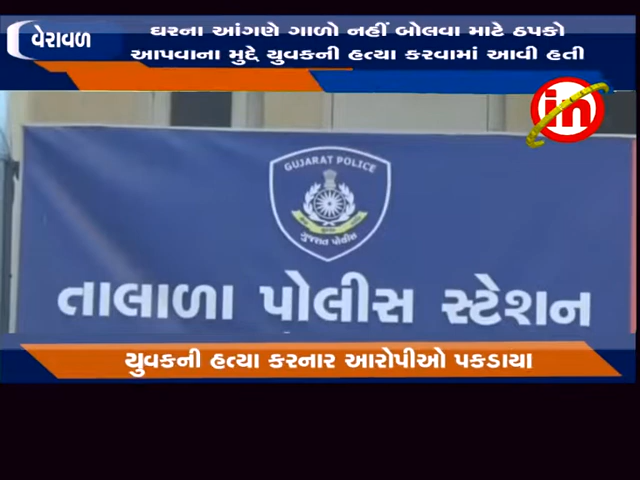 વેરાવળ
ઘરના આંગણે ગાળો નહીં બોલવા માટે ઠપકો
આપવાના મુદ્દે યુવકની હત્યા કરવામાં આવી હતી
in
GUJARAT POLICE
ગુજરાત પોલીસ
તાલાળા પોલીસ સ્ટેશન
યુવકની હત્યા કરનાર આરોપીઓ પકડાયા